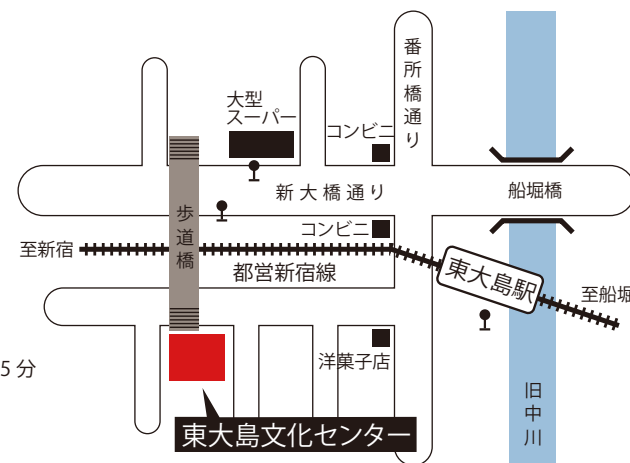 番所橋通り
大型
スーパー
コンビニ
新大橋通り
船堀橋
歩道橋
コンビニ
至新宿
都営新宿線
東大島駅
至船堀
5分
洋菓子店
旧中川
東大島文化センター